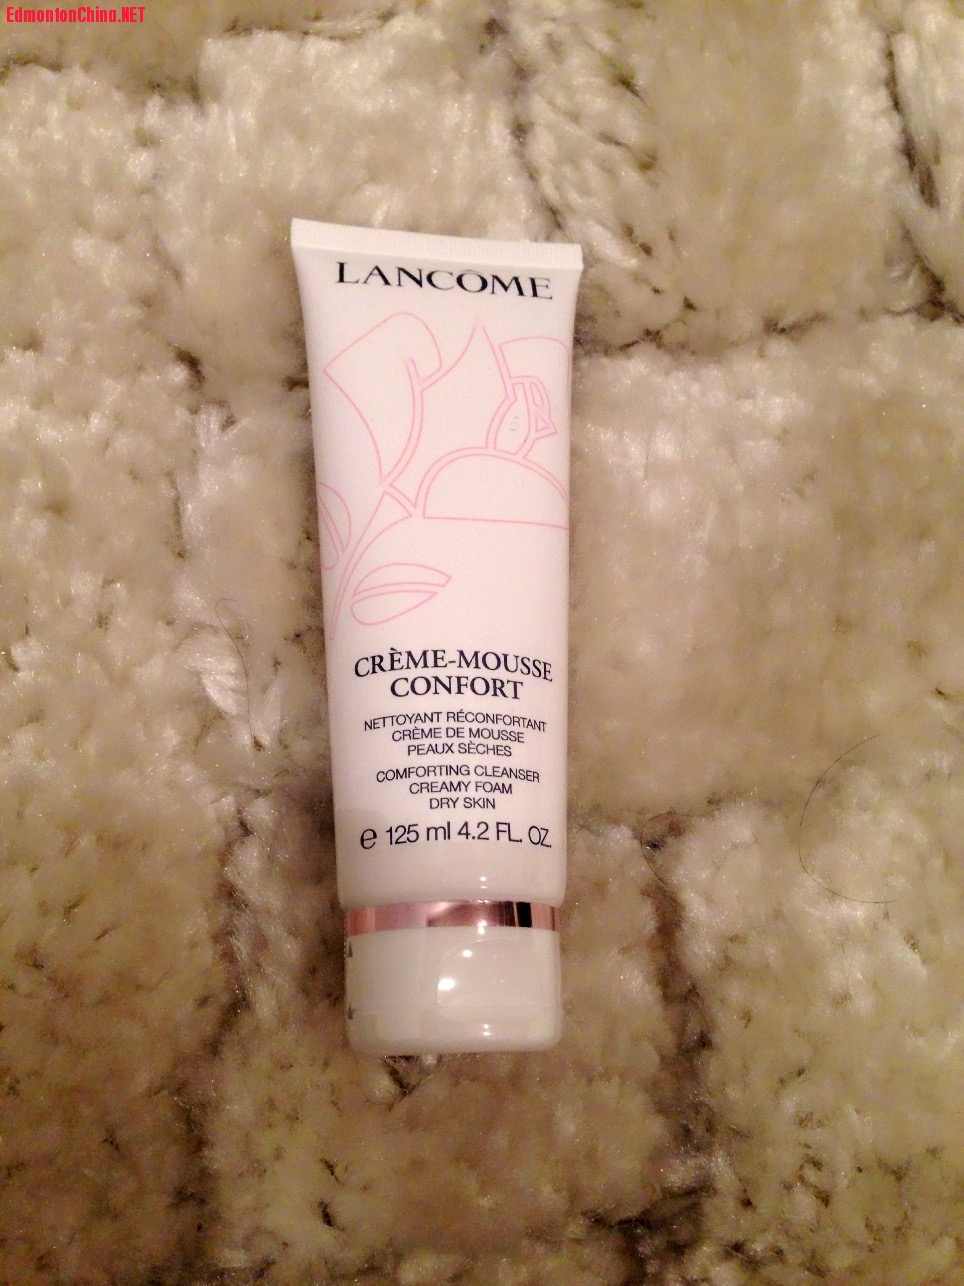 EdmontonChina.NET
LANCÔME
CRÈME-MOUSSE
CONFORT
NETTOYANT RÉCONFORTANT
CRÈME DE MOUSSE
PEAUX SÈCHES
COMFORTING CLEANSER
CREAMY FOAM
DRY SKIN
e 125 ml 4.2 FL. OZ.